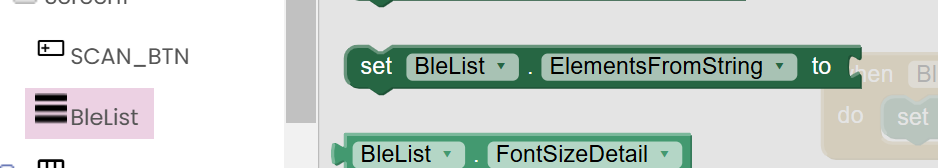 SCAN_BTN
BleList
set BleList . ElementsFromString to
BleList . FontSizeDetail
do set